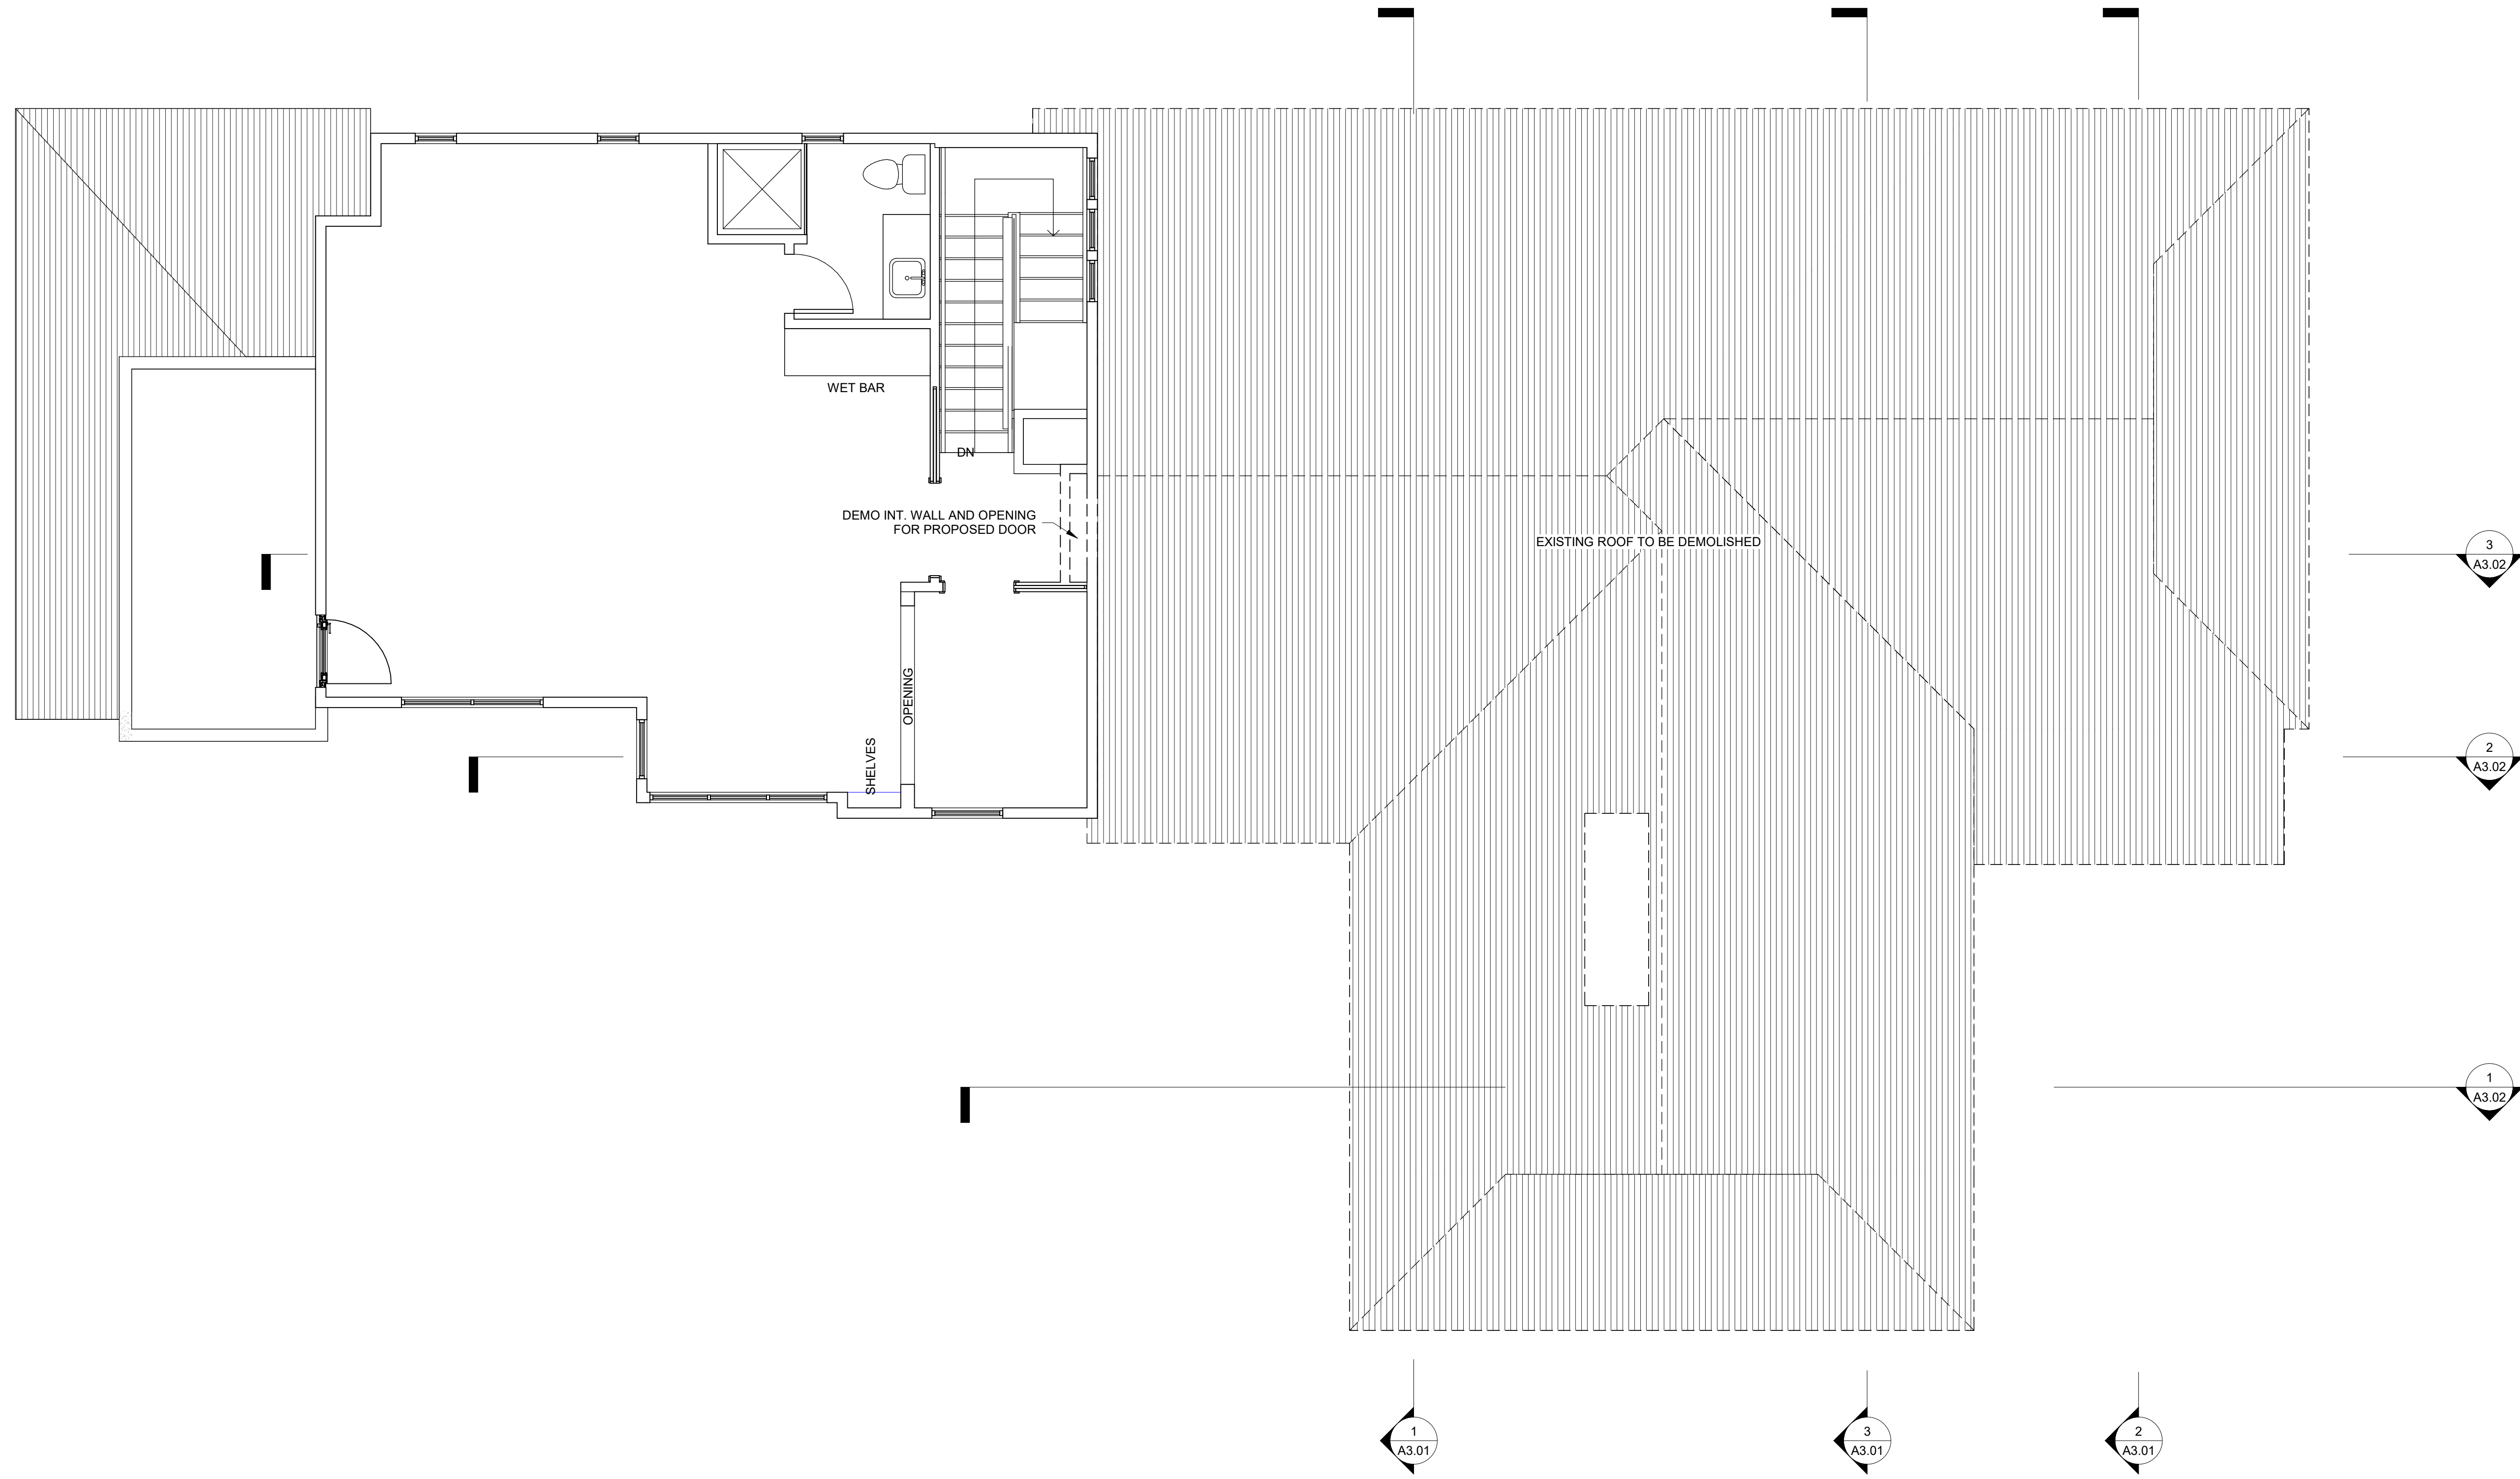 WET BAR
DN
DEMO INT. WALL AND OPENING
FOR PROPOSED DOOR
EXISTING ROOF TO BE DEMOLISHED
3
A3.02
OPENING
SHELVES
2
A3.02
1
A3.02
1
A3.01
3
A3.01
2
A3.01